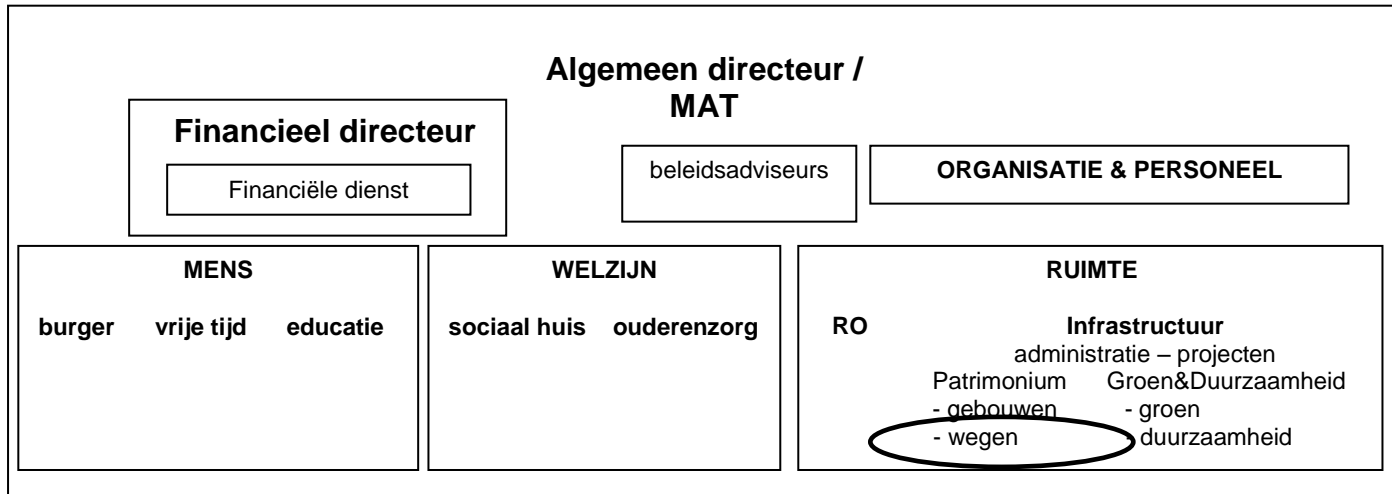 Algemeen directeur /
MAT
Financieel directeur
Financiële dienst
beleidsadviseurs
ORGANISATIE & PERSONEEL
MENS
burger vrije tijd educatie
WELZIJN
sociaal huis ouderenzorg
RUIMTE
RO Infrastructuur
administratie – projecten
Patrimonium Groen&Duurzaamheid
- gebouwen - groen
- wegen - duurzaamheid